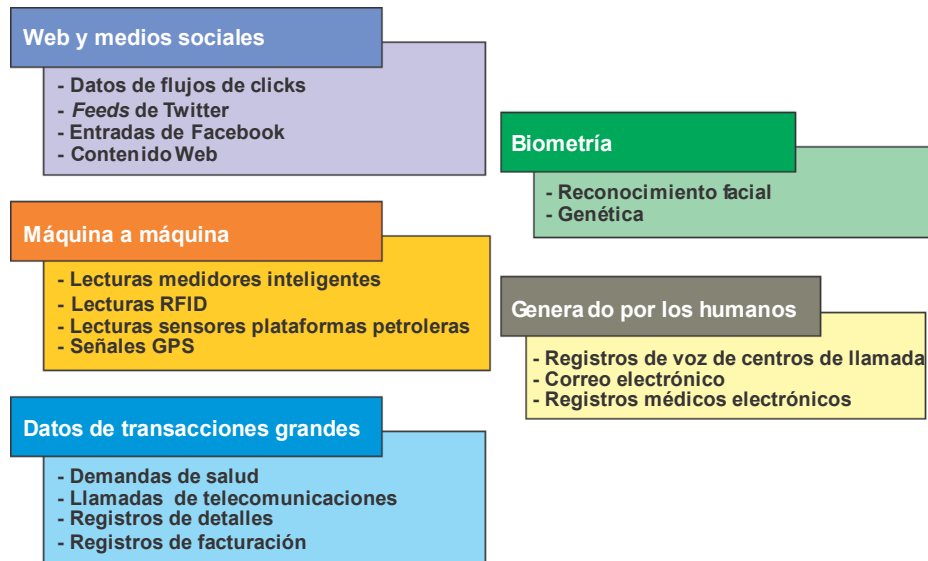 Web y medios sociales
- Datos de flujos de clicks
- Feeds de Twitter
- Entradas de Facebook
- Contenido Web
Máquina a máquina
- Lecturas medidores inteligentes
- Lecturas RFID
- Lecturas sensores plataformas petroleras
- Señales GPS
Datos de transacciones grandes
- Demandas de salud
- Llamadas de telecomunicaciones
- Registros de detalles
- Registros de facturación
Biometría
- Reconocimiento facial
- Genética
Generado por los humanos
- Registros de voz de centros de llamada
- Correo electrónico
- Registros médicos electrónicos